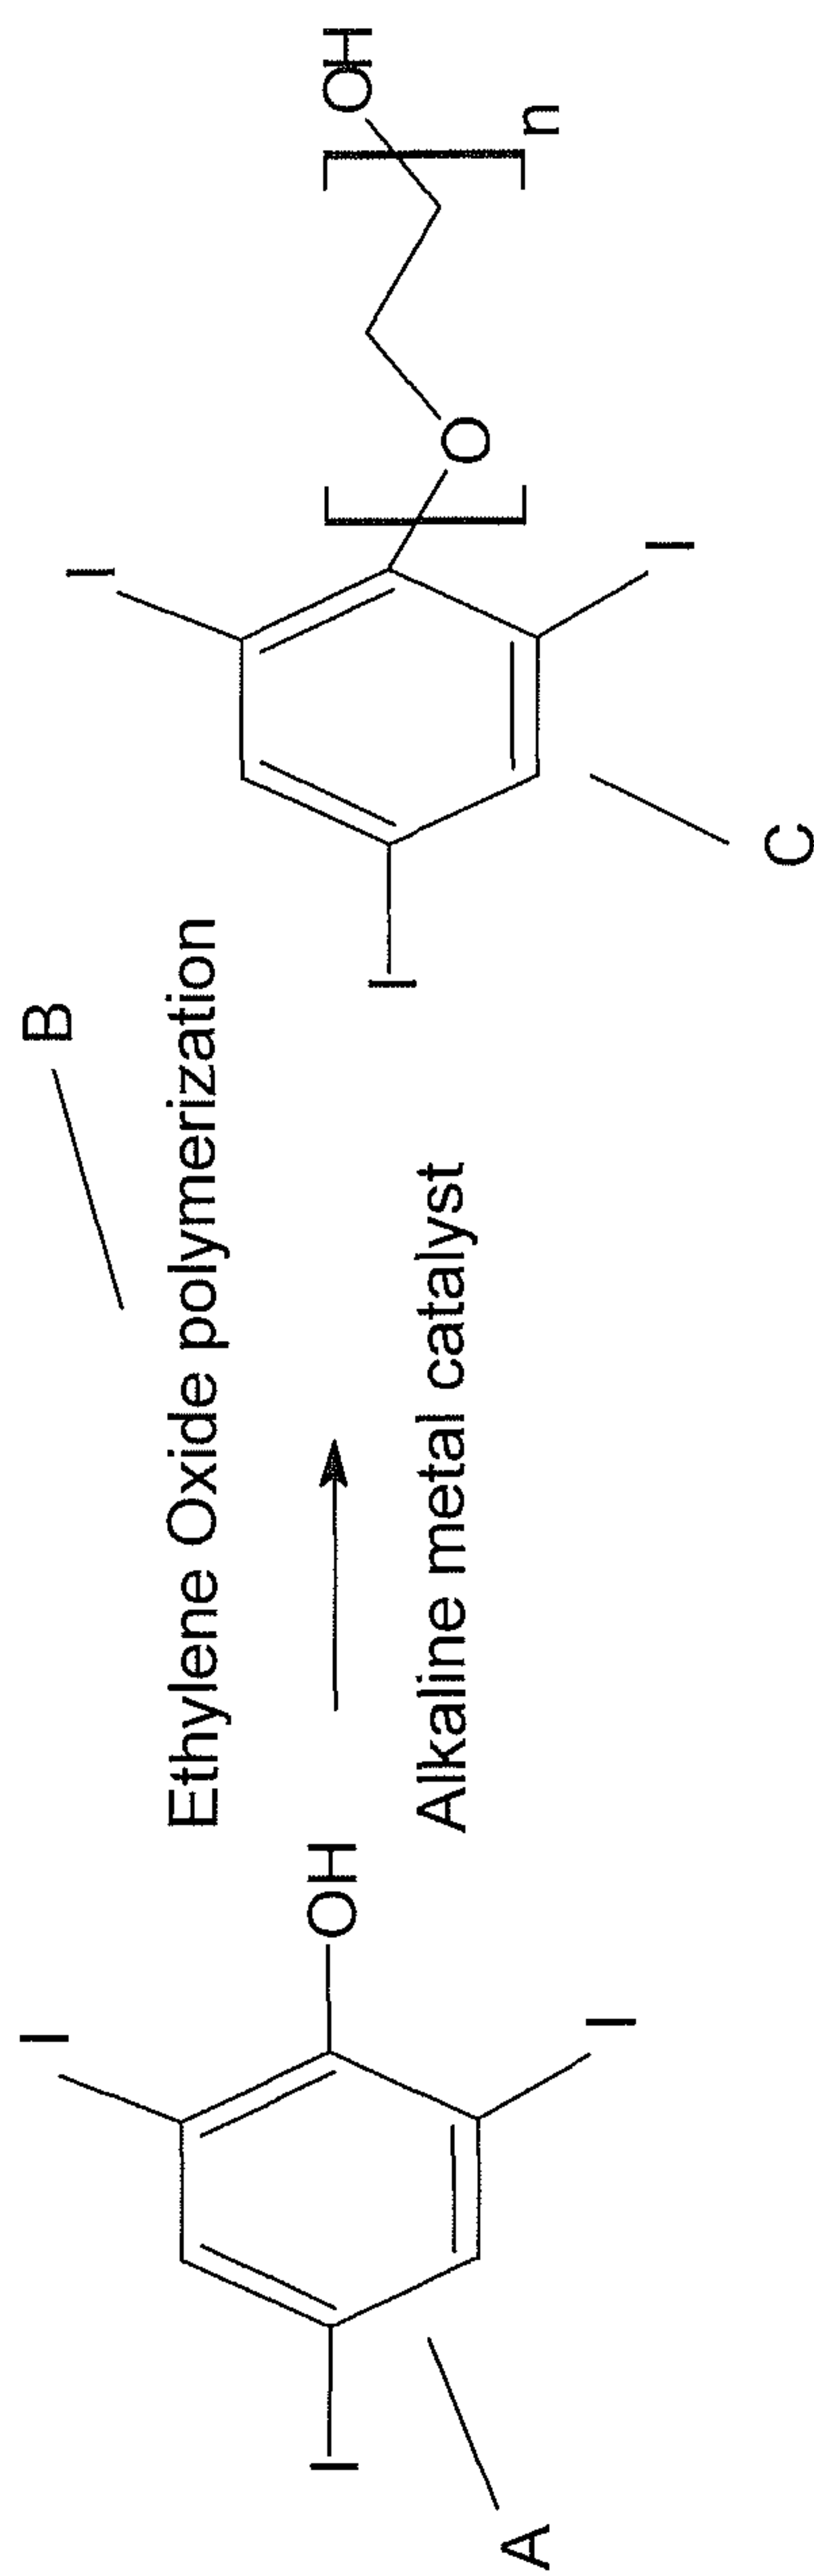 B
Ethylene Oxide polymerization
Alkaline metal catalyst
I
I
I
OH
A
I
I
I
O
OH
n
C